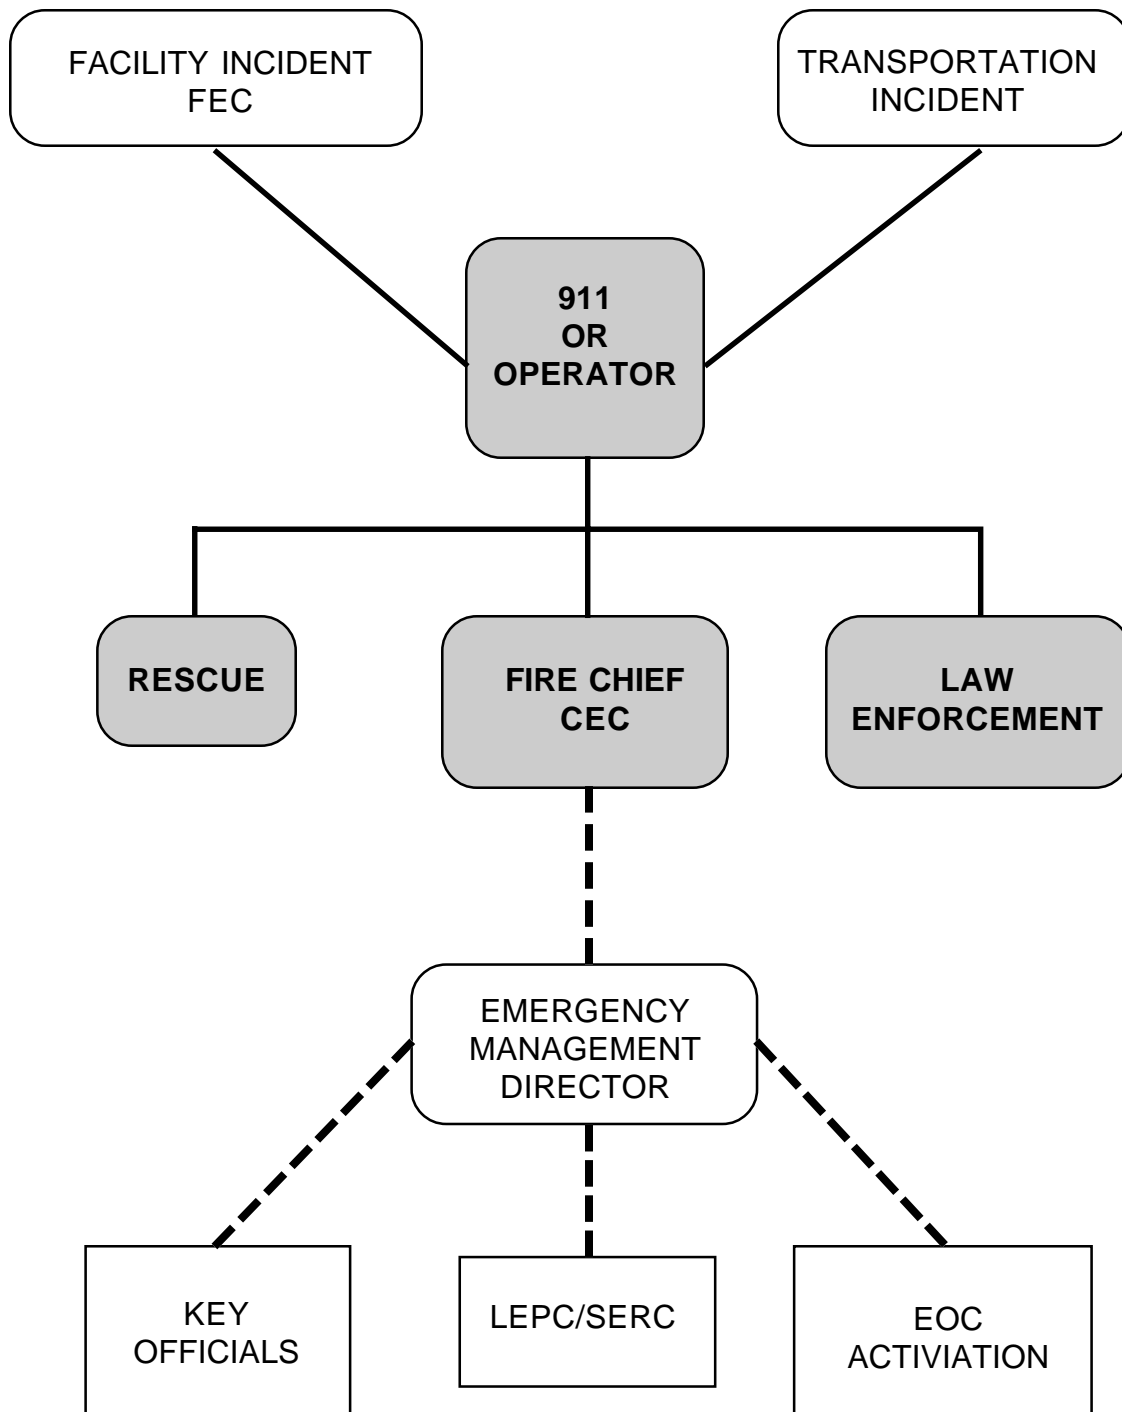 FACILITY INCIDENT
FEC
TRANSPORTATION
INCIDENT
911
OR
OPERATOR
RESCUE
FIRE CHIEF
CEC
LAW
ENFORCEMENT
EMERGENCY
MANAGEMENT
DIRECTOR
KEY
OFFICIALS
LEPC/SERC
EOC
ACTIVIATION